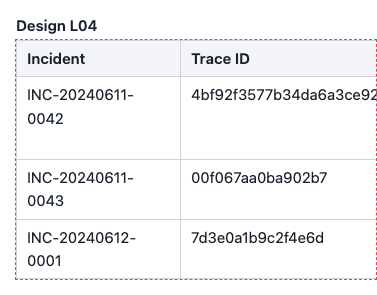 Design L04
Incident Trace ID
INC-20240611- 4bf92f3577b34da6a3ce92
0042
INC-20240611- 00f067aa0ba902b7
0043
INC-20240612- 7d3e0a1b9c2f4e6d
0001